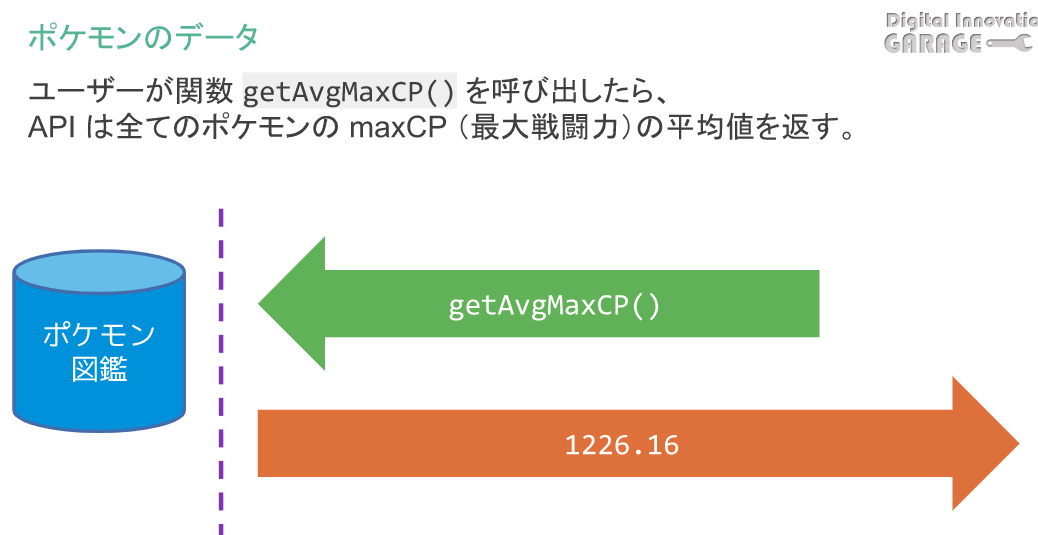 ポケモンのデータ
Digital Innovatio
GARAGE
ユーザーが関数 getAvgMaxCP() を呼び出したら、
API は全てのポケモンの maxCP （最大戦闘力）の平均値を返す。
getAvgMaxCP()
ポケモン
図鑑
1226.16